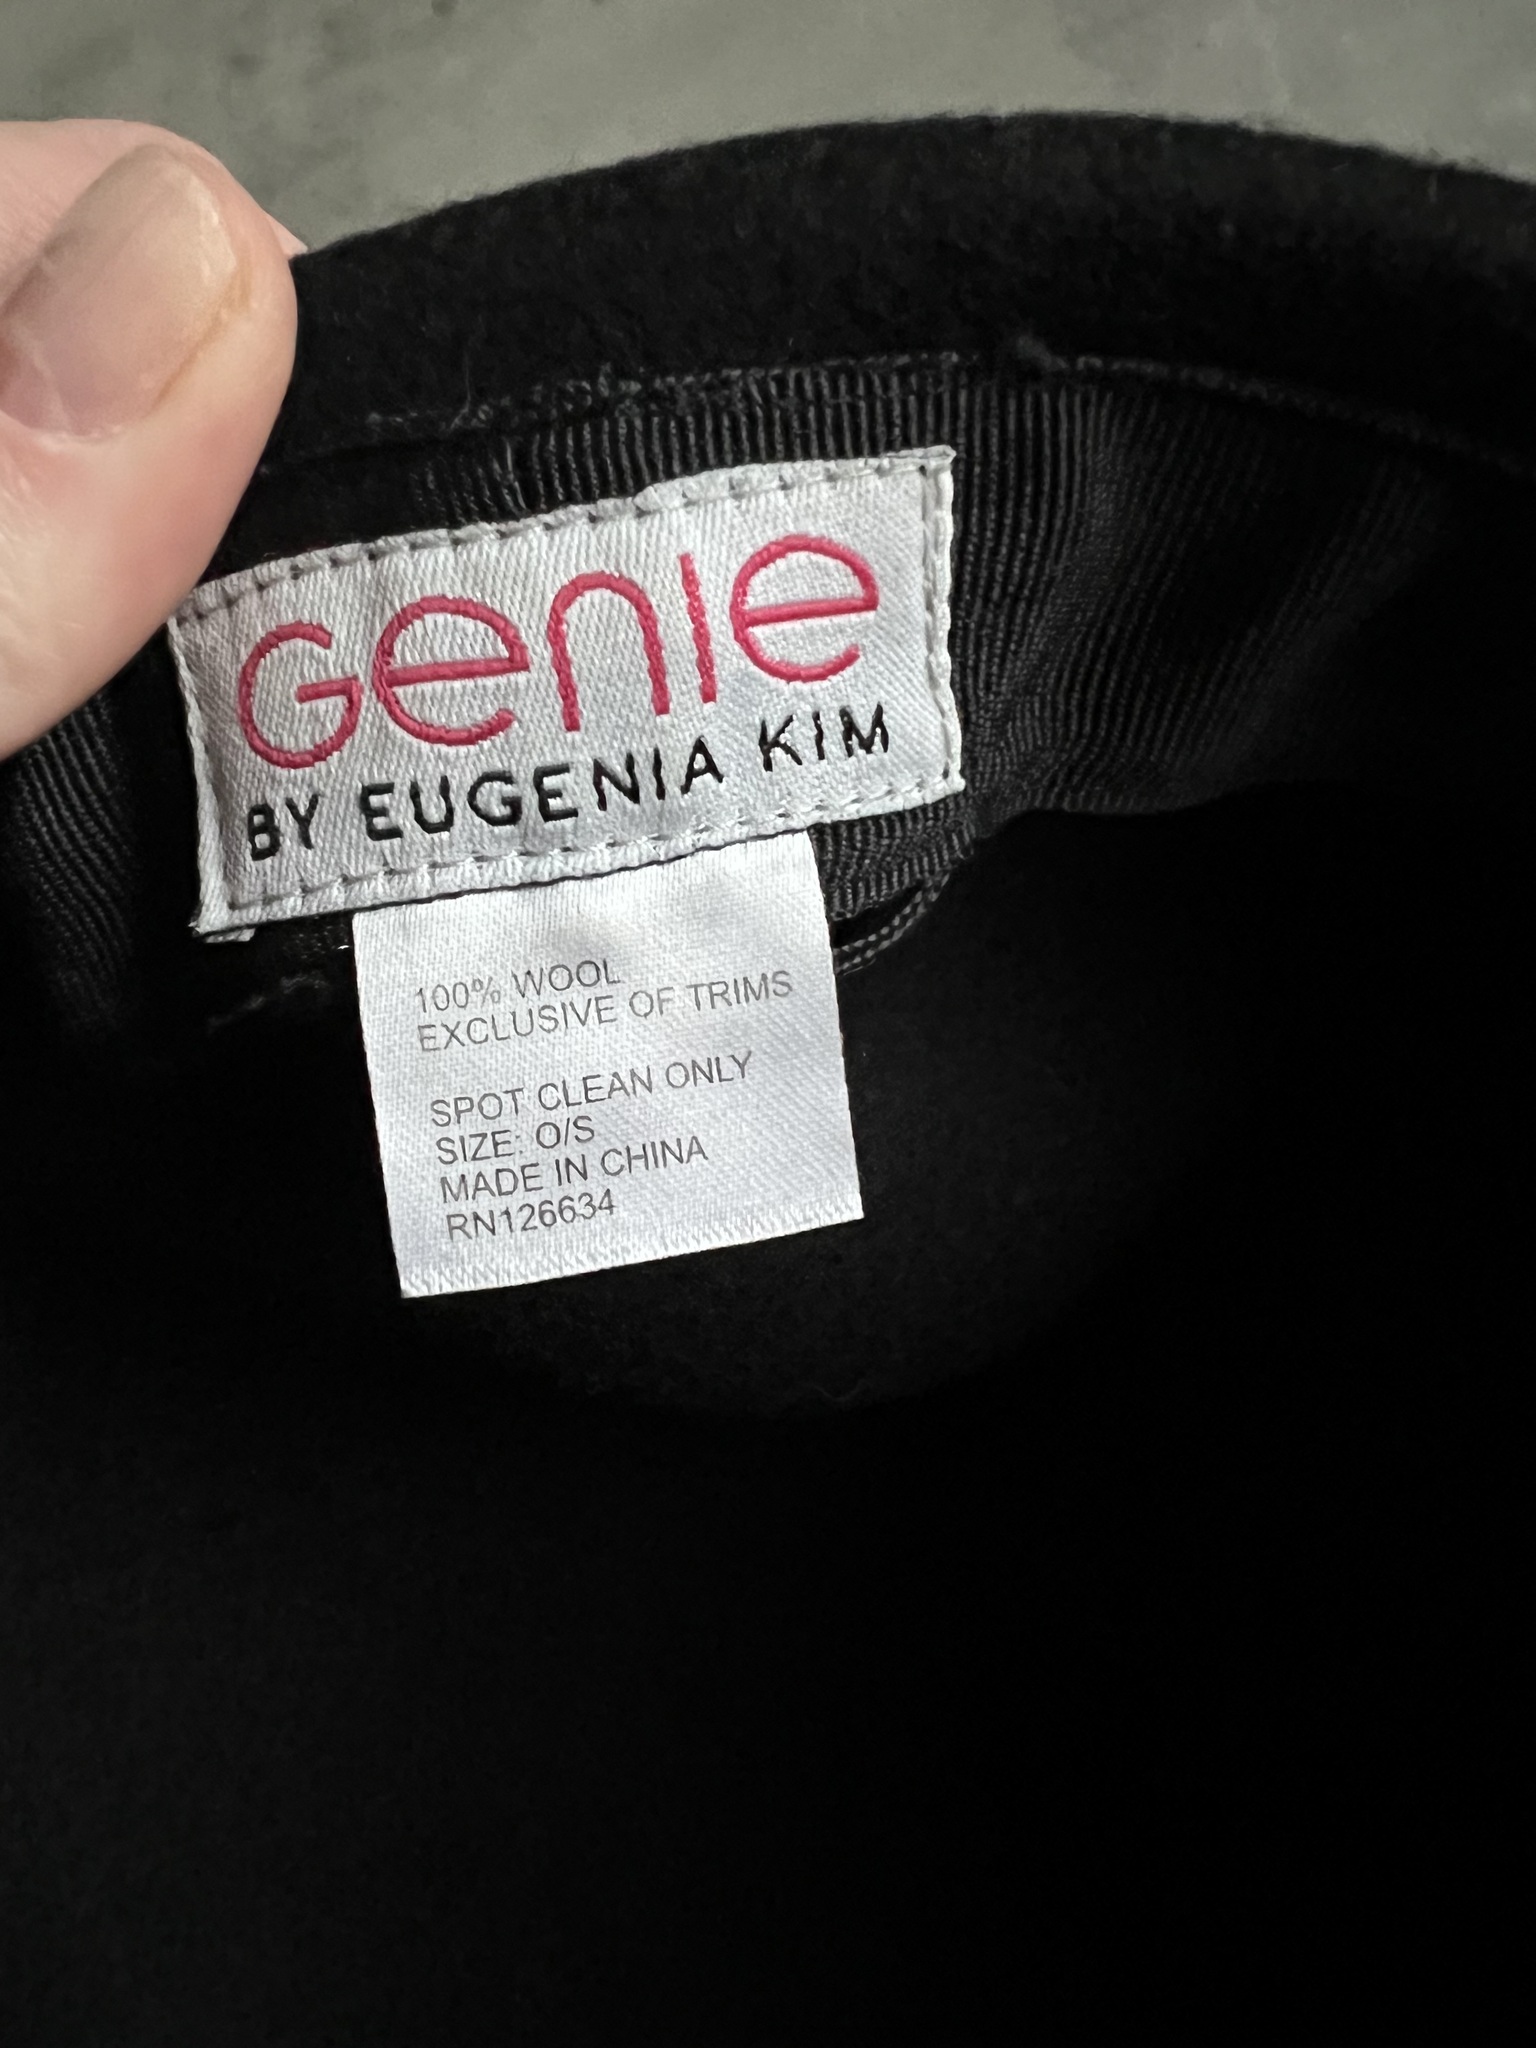 Genie
BY EUGENIA KIM
100% WOOL
EXCLUSIVE OF TRIMS
SPOT CLEAN ONLY
SIZE: O/S
MADE IN CHINA
RN126634